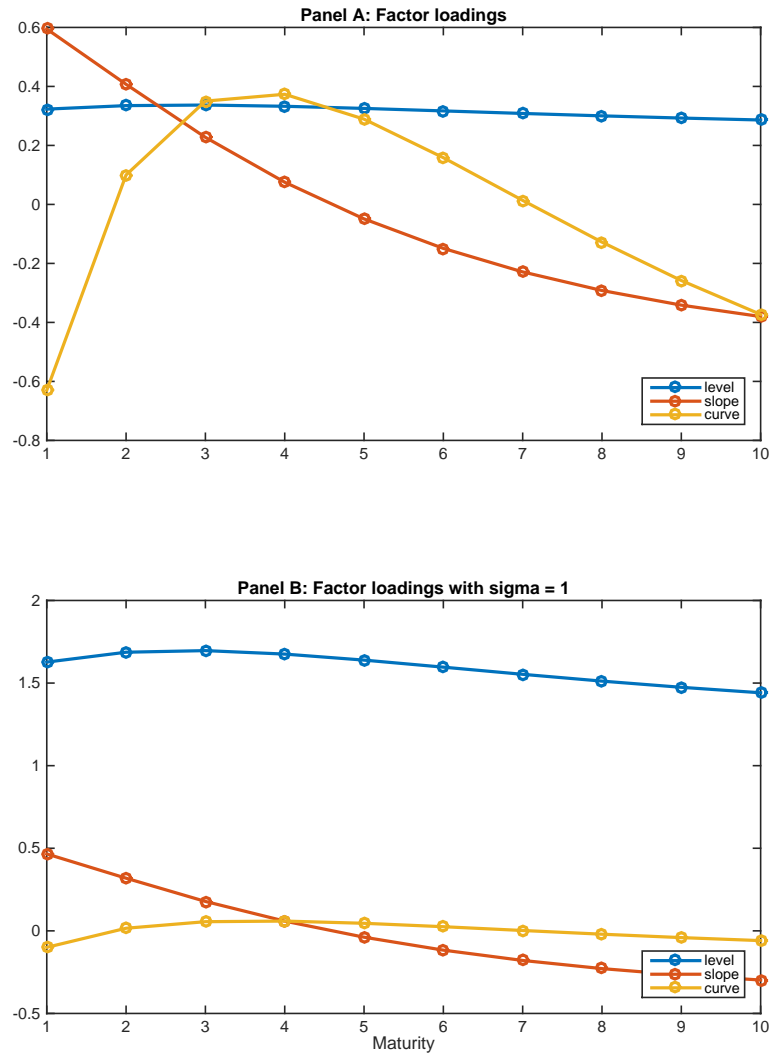 Panel A: Factor loadings
0.6
0.4
0.2
0
-0.2
-0.4
-0.6
-0.8
1 2 3 4 5 6 7 8 9 10
level
slope
curve
Panel B: Factor loadings with sigma = 1
2
1.5
1
0.5
0
-0.5
1 2 3 4 5 6 7 8 9 10
level
slope
curve
Maturity